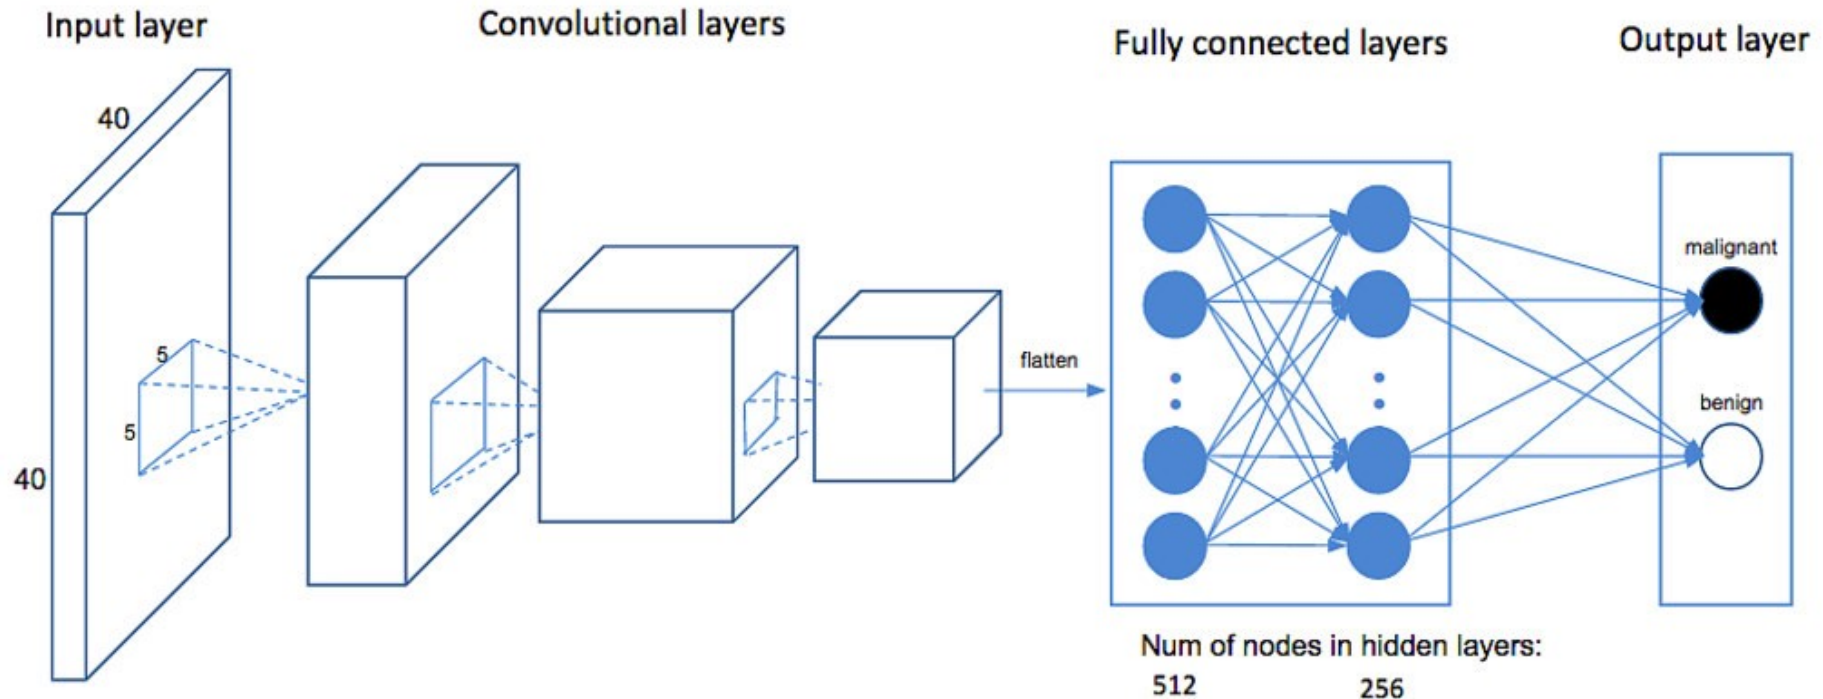 Input layer
Convolutional layers
Fully connected layers
Output layer
40
40
5
5
flatten
malignant
benign
Num of nodes in hidden layers:
512 256